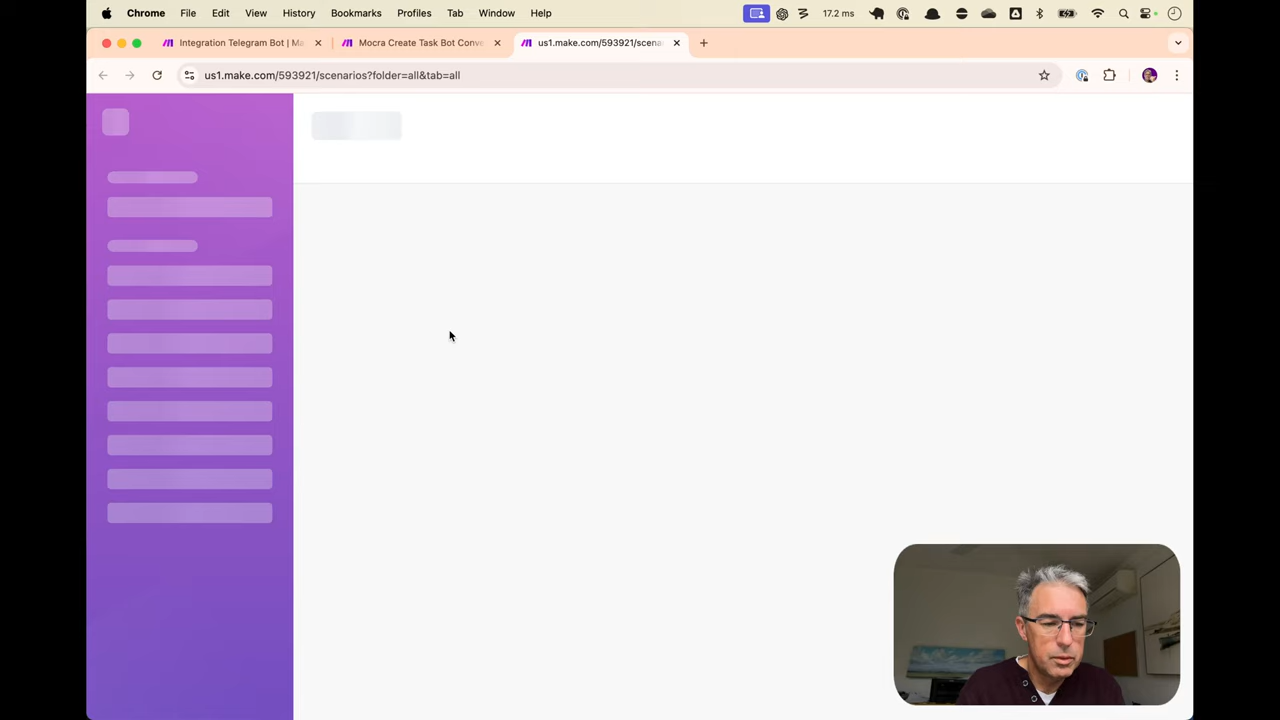 Chrome File Edit View History Bookmarks Profiles Tab Window Help 17.2 ms
Integration Telegram Bot | Ma
Mocra Create Task Bot Conve
us1.make.com/593921/scena
us1.make.com/593921/scenarios?folder=all&tab=all